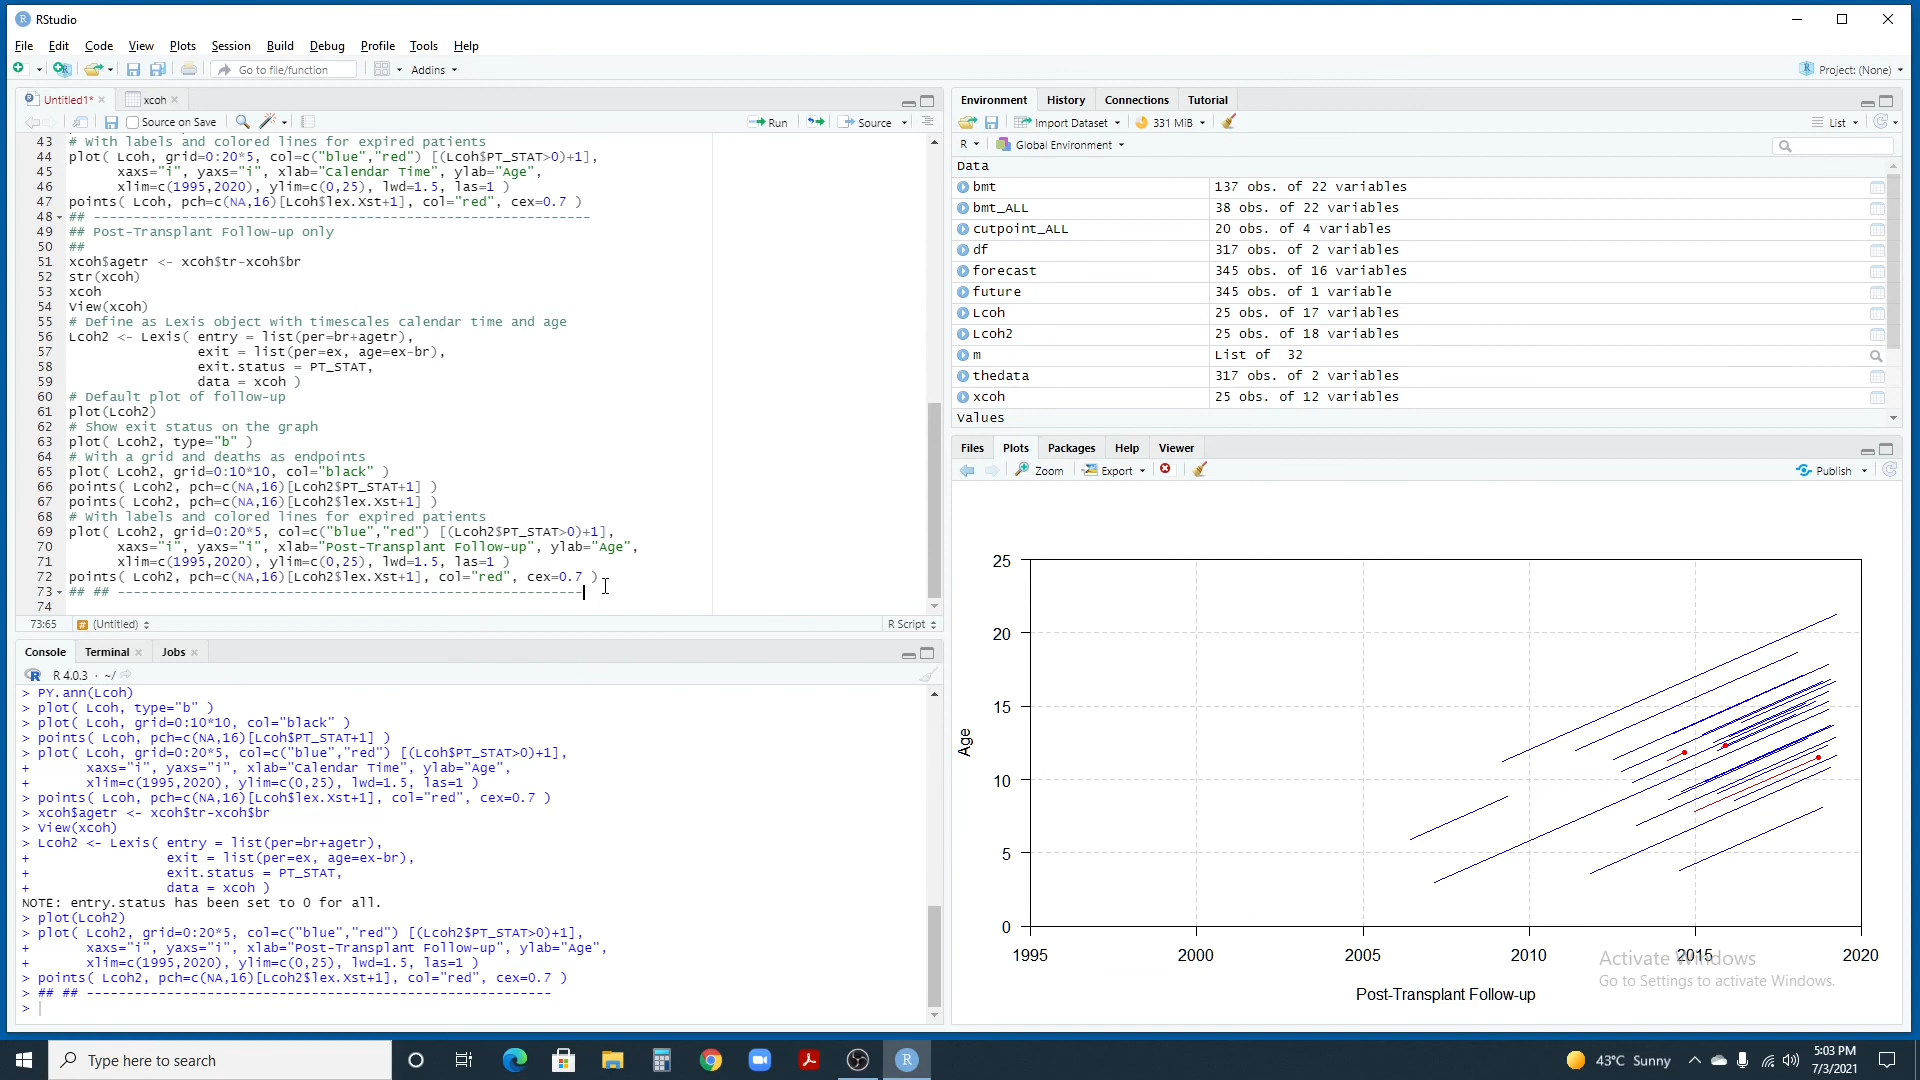 RStudio
File Edit Code View Plots Session Build Debug Profile Tools Help
Go to file/function Addins Project: (None)
Untitled1* xcoh
Source on Save Run Source
43 # With labels and colored lines for expired patients
44 plot( Lcoh, grid=0:20*5, col=c("blue","red") [(Lcoh$PT_STAT>0)+1],
45 xaxs="i", yaxs="i", xlab="Calendar Time", ylab="Age",
46 xlim=c(1995,2020), ylim=c(0,25), lwd=1.5, las=1 )
47 points( Lcoh, pch=c(NA,16)[Lcoh$lex.Xst+1], col="red", cex=0.7 )
48 ## --------------------------------------------------------------
49 ## Post-Transplant Follow-up only
50 ##
51 xcoh$agetr <- xcoh$tr-xcoh$br
52 str(xcoh)
53 xcoh
54 View(xcoh)
55 # Define as Lexis object with timescales calendar time and age
56 Lcoh2 <- Lexis( entry = list(per=br+agetr),
57 exit = list(per=ex, age=ex-br),
58 exit.status = PT_STAT,
59 data = xcoh )
60 # Default plot of follow-up
61 plot(Lcoh2)
62 # Show exit status on the graph
63 plot( Lcoh2, type="b" )
64 # With a grid and deaths as endpoints
65 plot( Lcoh2, grid=0:10*10, col="black" )
66 points( Lcoh2, pch=c(NA,16)[Lcoh2$PT_STAT+1] )
67 points( Lcoh2, pch=c(NA,16)[Lcoh2$lex.Xst+1] )
68 # With labels and colored lines for expired patients
69 plot( Lcoh2, grid=0:20*5, col=c("blue","red") [(Lcoh2$PT_STAT>0)+1],
70 xaxs="i", yaxs="i", xlab="Post-Transplant Follow-up", ylab="Age",
71 xlim=c(1995,2020), ylim=c(0,25), lwd=1.5, las=1 )
72 points( Lcoh2, pch=c(NA,16)[Lcoh2$lex.Xst+1], col="red", cex=0.7 )
73 ## ## ----------------------------------------------------------
74
73:65 (Untitled) R Script
Console Terminal Jobs
R 4.0.3 · ~/
> PY.ann(Lcoh)
> plot( Lcoh, type="b" )
> plot( Lcoh, grid=0:10*10, col="black" )
> points( Lcoh, pch=c(NA,16)[Lcoh$PT_STAT+1] )
> plot( Lcoh, grid=0:20*5, col=c("blue","red") [(Lcoh$PT_STAT>0)+1],
+ xaxs="i", yaxs="i", xlab="Calendar Time", ylab="Age",
+ xlim=c(1995,2020), ylim=c(0,25), lwd=1.5, las=1 )
> points( Lcoh, pch=c(NA,16)[Lcoh$lex.Xst+1], col="red", cex=0.7 )
> xcoh$agetr <- xcoh$tr-xcoh$br
> View(xcoh)
> Lcoh2 <- Lexis( entry = list(per=br+agetr),
+ exit = list(per=ex, age=ex-br),
+ exit.status = PT_STAT,
+ data = xcoh )
NOTE: entry.status has been set to 0 for all.
> plot(Lcoh2)
> plot( Lcoh2, grid=0:20*5, col=c("blue","red") [(Lcoh2$PT_STAT>0)+1],
+ xaxs="i", yaxs="i", xlab="Post-Transplant Follow-up", ylab="Age",
+ xlim=c(1995,2020), ylim=c(0,25), lwd=1.5, las=1 )
> points( Lcoh2, pch=c(NA,16)[Lcoh2$lex.Xst+1], col="red", cex=0.7 )
> ## ## ----------------------------------------------------------
>
Environment History Connections Tutorial
Import Dataset 331 MiB List
R Global Environment
Data
bmt 137 obs. of 22 variables
bmt_ALL 38 obs. of 22 variables
cutpoint_ALL 20 obs. of 4 variables
df 317 obs. of 2 variables
forecast 345 obs. of 16 variables
future 345 obs. of 1 variable
Lcoh 25 obs. of 17 variables
Lcoh2 25 obs. of 18 variables
m List of 32
thedata 317 obs. of 2 variables
xcoh 25 obs. of 12 variables
Values
Files Plots Packages Help Viewer
Zoom Export Publish
25
20
15
10
5
0
Age
1995 2000 2005 2010 2015 2020
Post-Transplant Follow-up
Activate Windows
Go to Settings to activate Windows.
Type here to search
43°C Sunny
5:03 PM
7/3/2021